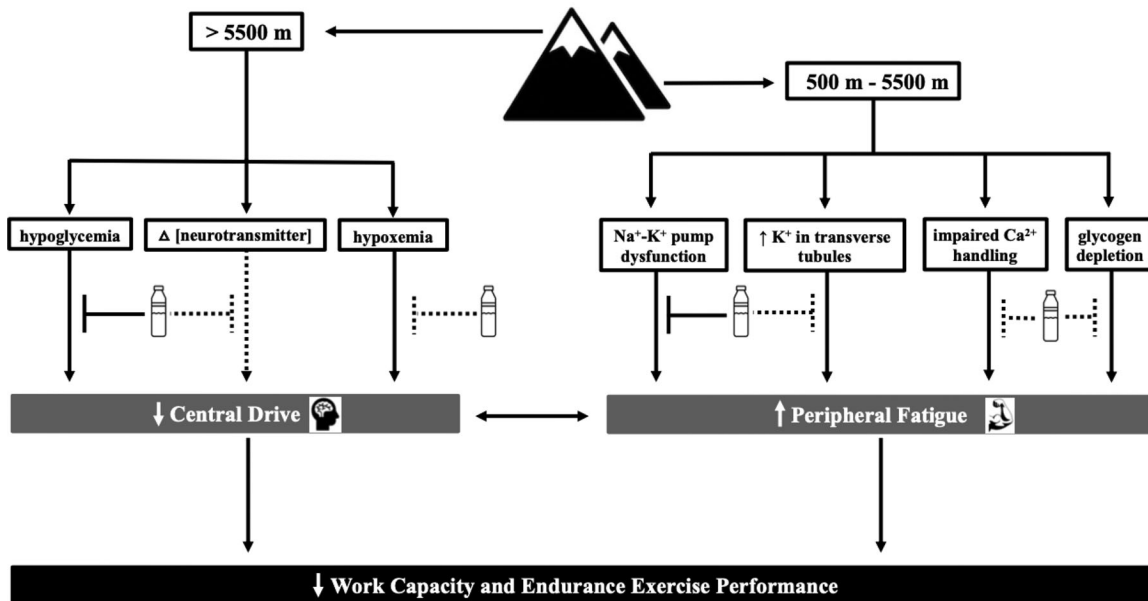 > 5500 m
500 m - 5500 m
hypoglycemia
Δ [neurotransmitter]
hypoxemia
Na⁺-K⁺ pump
dysfunction
↑ K⁺ in transverse
tubules
impaired Ca²⁺
handling
glycogen
depletion
↓ Central Drive
↑ Peripheral Fatigue
↓ Work Capacity and Endurance Exercise Performance